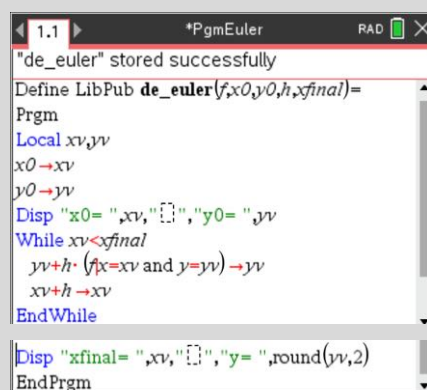 1.1 *PgmEuler RAD
"de_euler" stored successfully
Define LibPub de_euler(f,x0,y0,h,xfinal)=
Prgm
Local xv,yv
x0→xv
y0→yv
Disp "x0= ",xv,"⬚","y0= ",yv
While xv<xfinal
yv+h·(f|x=xv and y=yv)→yv
xv+h→xv
EndWhile
Disp "xfinal= ",xv,"⬚","y= ",round(yv,2)
EndPrgm